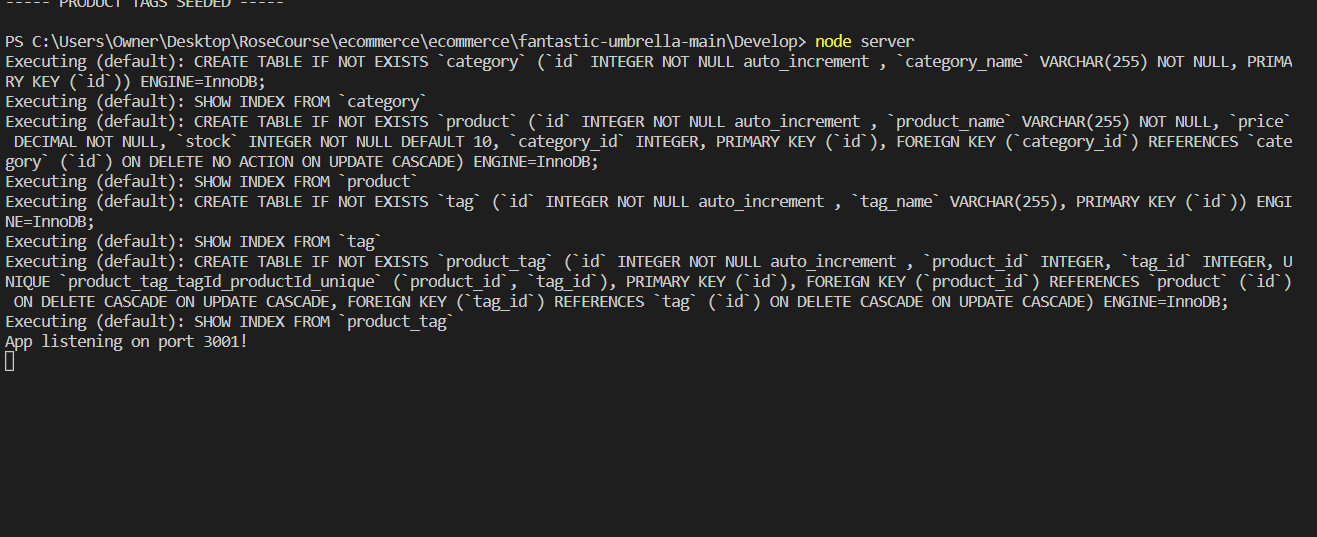 ----- PRODUCT TAGS SEEDED -----
PS C:\Users\Owner\Desktop\RoseCourse\ecommerce\ecommerce\fantastic-umbrella-main\Develop> node server
Executing (default): CREATE TABLE IF NOT EXISTS `category` (`id` INTEGER NOT NULL auto_increment , `category_name` VARCHAR(255) NOT NULL, PRIMA
RY KEY (`id`)) ENGINE=InnoDB;
Executing (default): SHOW INDEX FROM `category`
Executing (default): CREATE TABLE IF NOT EXISTS `product` (`id` INTEGER NOT NULL auto_increment , `product_name` VARCHAR(255) NOT NULL, `price`
 DECIMAL NOT NULL, `stock` INTEGER NOT NULL DEFAULT 10, `category_id` INTEGER, PRIMARY KEY (`id`), FOREIGN KEY (`category_id`) REFERENCES `cate
gory` (`id`) ON DELETE NO ACTION ON UPDATE CASCADE) ENGINE=InnoDB;
Executing (default): SHOW INDEX FROM `product`
Executing (default): CREATE TABLE IF NOT EXISTS `tag` (`id` INTEGER NOT NULL auto_increment , `tag_name` VARCHAR(255), PRIMARY KEY (`id`)) ENGI
NE=InnoDB;
Executing (default): SHOW INDEX FROM `tag`
Executing (default): CREATE TABLE IF NOT EXISTS `product_tag` (`id` INTEGER NOT NULL auto_increment , `product_id` INTEGER, `tag_id` INTEGER, U
NIQUE `product_tag_tagId_productId_unique` (`product_id`, `tag_id`), PRIMARY KEY (`id`), FOREIGN KEY (`product_id`) REFERENCES `product` (`id`)
 ON DELETE CASCADE ON UPDATE CASCADE, FOREIGN KEY (`tag_id`) REFERENCES `tag` (`id`) ON DELETE CASCADE ON UPDATE CASCADE) ENGINE=InnoDB;
Executing (default): SHOW INDEX FROM `product_tag`
App listening on port 3001!